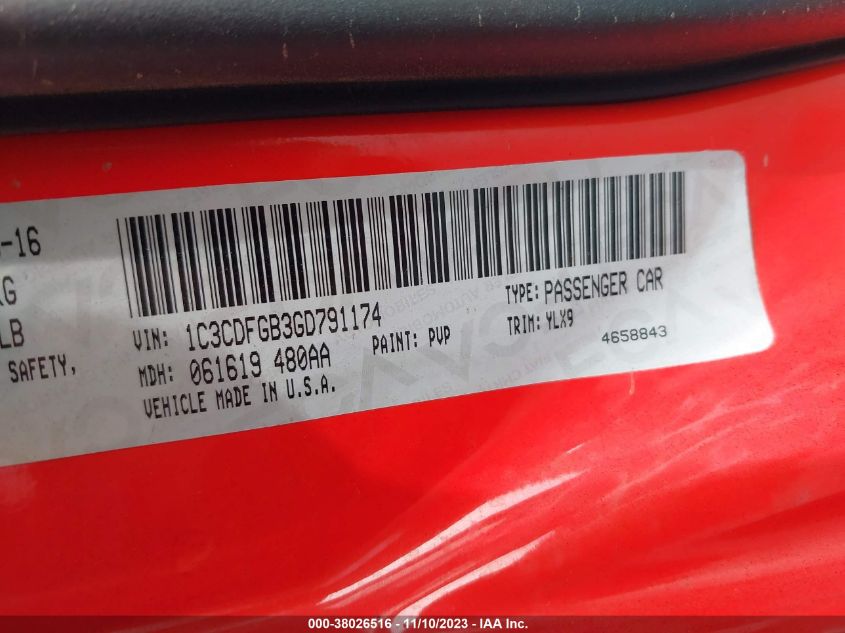 -16
KG
LB
SAFETY,
VIN: 1C3CDFGB3GD791174
TYPE: PASSENGER CAR
MDH: 061619 480AA
PAINT: PVP
TRIM: YLX9
4658843
VEHICLE MADE IN U.S.A.
000-38026516 - 11/10/2023 - IAA Inc.